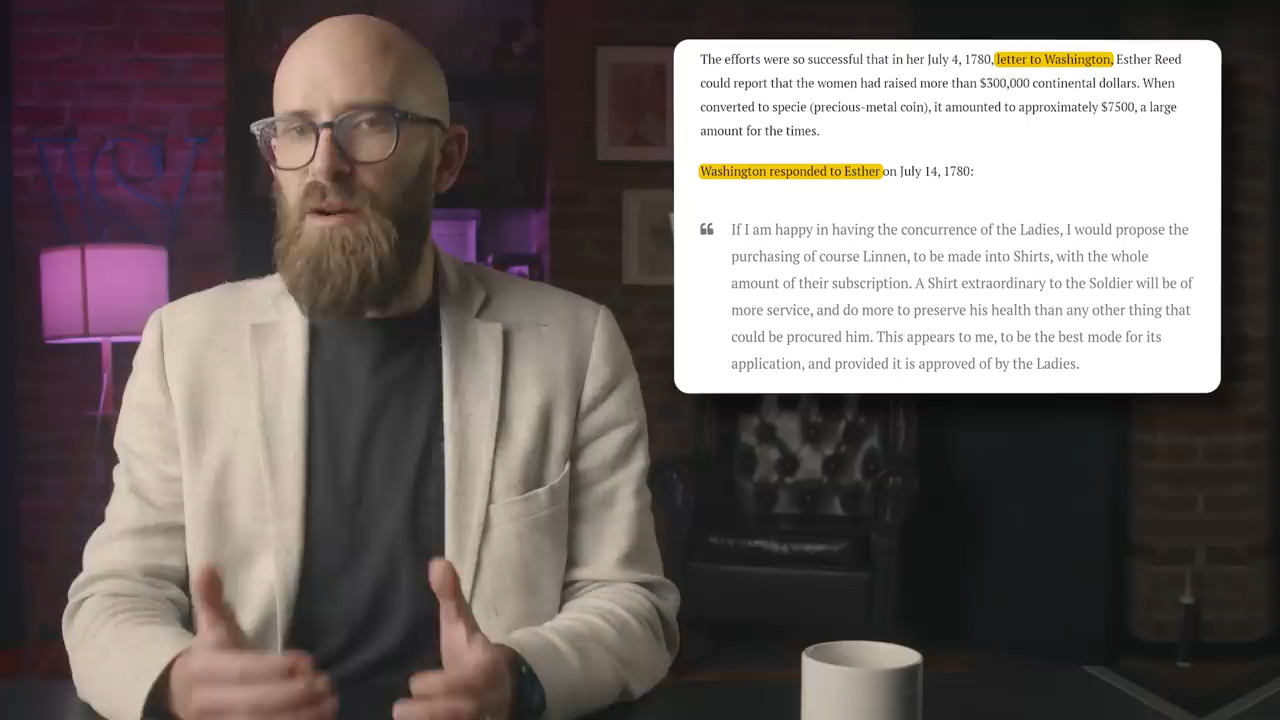 The efforts were so successful that in her July 4, 1780, letter to Washington, Esther Reed
could report that the women had raised more than $300,000 continental dollars. When
converted to specie (precious-metal coin), it amounted to approximately $7500, a large
amount for the times.
Washington responded to Esther on July 14, 1780:
“ If I am happy in having the concurrence of the Ladies, I would propose the
purchasing of course Linnen, to be made into Shirts, with the whole
amount of their subscription. A Shirt extraordinary to the Soldier will be of
more service, and do more to preserve his health than any other thing that
could be procured him. This appears to me, to be the best mode for its
application, and provided it is approved of by the Ladies.